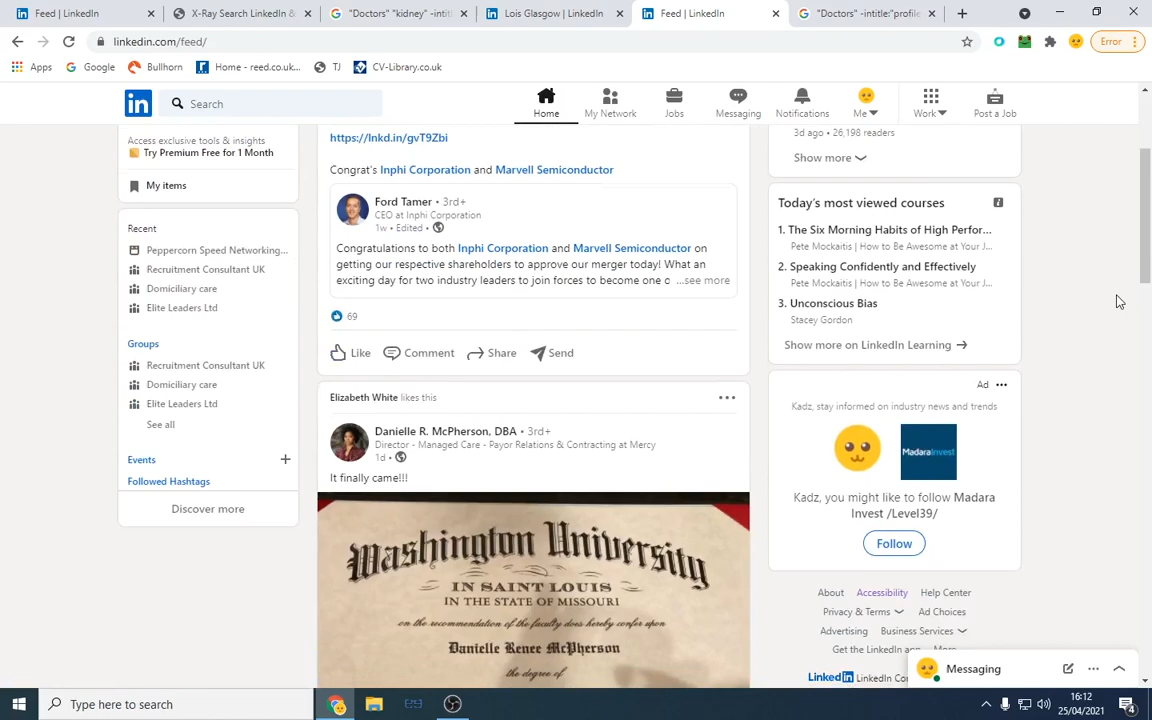 Feed | LinkedIn
X-Ray Search LinkedIn &
"Doctors" "kidney" -intitl
Lois Glasgow | LinkedIn
Feed | LinkedIn
"Doctors" -intitle:"profile
linkedin.com/feed/
Error
Apps
Google
Bullhorn
Home - reed.co.uk...
TJ
CV-Library.co.uk
in
Search
Home
My Network
Jobs
Messaging
Notifications
Me
Work
Post a Job
Access exclusive tools & insights
Try Premium Free for 1 Month
My items
Recent
Peppercorn Speed Networking...
Recruitment Consultant UK
Domiciliary care
Elite Leaders Ltd
Groups
Recruitment Consultant UK
Domiciliary care
Elite Leaders Ltd
See all
Events
Followed Hashtags
Discover more
https://lnkd.in/gvT9Zbi
Congrat's Inphi Corporation and Marvell Semiconductor
Ford Tamer • 3rd+
CEO at Inphi Corporation
1w • Edited •
Congratulations to both Inphi Corporation and Marvell Semiconductor on
getting our respective shareholders to approve our merger today! What an
exciting day for two industry leaders to join forces to become one o ...see more
69
Like
Comment
Share
Send
Elizabeth White likes this
Danielle R. McPherson, DBA • 3rd+
Director - Managed Care - Payor Relations & Contracting at Mercy
1d •
It finally came!!!
Washington University
IN SAINT LOUIS
IN THE STATE OF MISSOURI
on the recommendation of the faculty does hereby confer upon
Danielle Renee McPherson
the degree of
3d ago • 26,198 readers
Show more
Today's most viewed courses
1. The Six Morning Habits of High Perfor...
Pete Mockaitis | How to Be Awesome at Your J...
2. Speaking Confidently and Effectively
Pete Mockaitis | How to Be Awesome at Your J...
3. Unconscious Bias
Stacey Gordon
Show more on LinkedIn Learning
Ad
Kadz, stay informed on industry news and trends
MadaraInvest
Kadz, you might like to follow Madara
Invest /Level39/
Follow
About
Accessibility
Help Center
Privacy & Terms
Ad Choices
Advertising
Business Services
Get the LinkedIn app
More
LinkedIn LinkedIn Cor
Messaging
Type here to search
16:12
25/04/2021
4